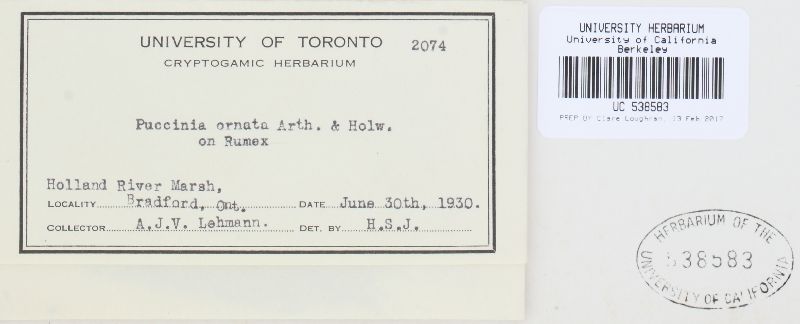 UNIVERSITY OF TORONTO 2074
CRYPTOGAMIC HERBARIUM
Puccinia ornata Arth. & Holw.
on Rumex
Holland River Marsh,
LOCALITY Bradford, Ont. DATE June 30th, 1930.
COLLECTOR A.J.V. Lehmann. DET. BY H.S.J.
UNIVERSITY HERBARIUM
University of California
Berkeley
UC 538583
PREP BY Clare Loughran, 13 Feb 2017
HERBARIUM OF THE
538583
UNIVERSITY OF CALIFORNIA